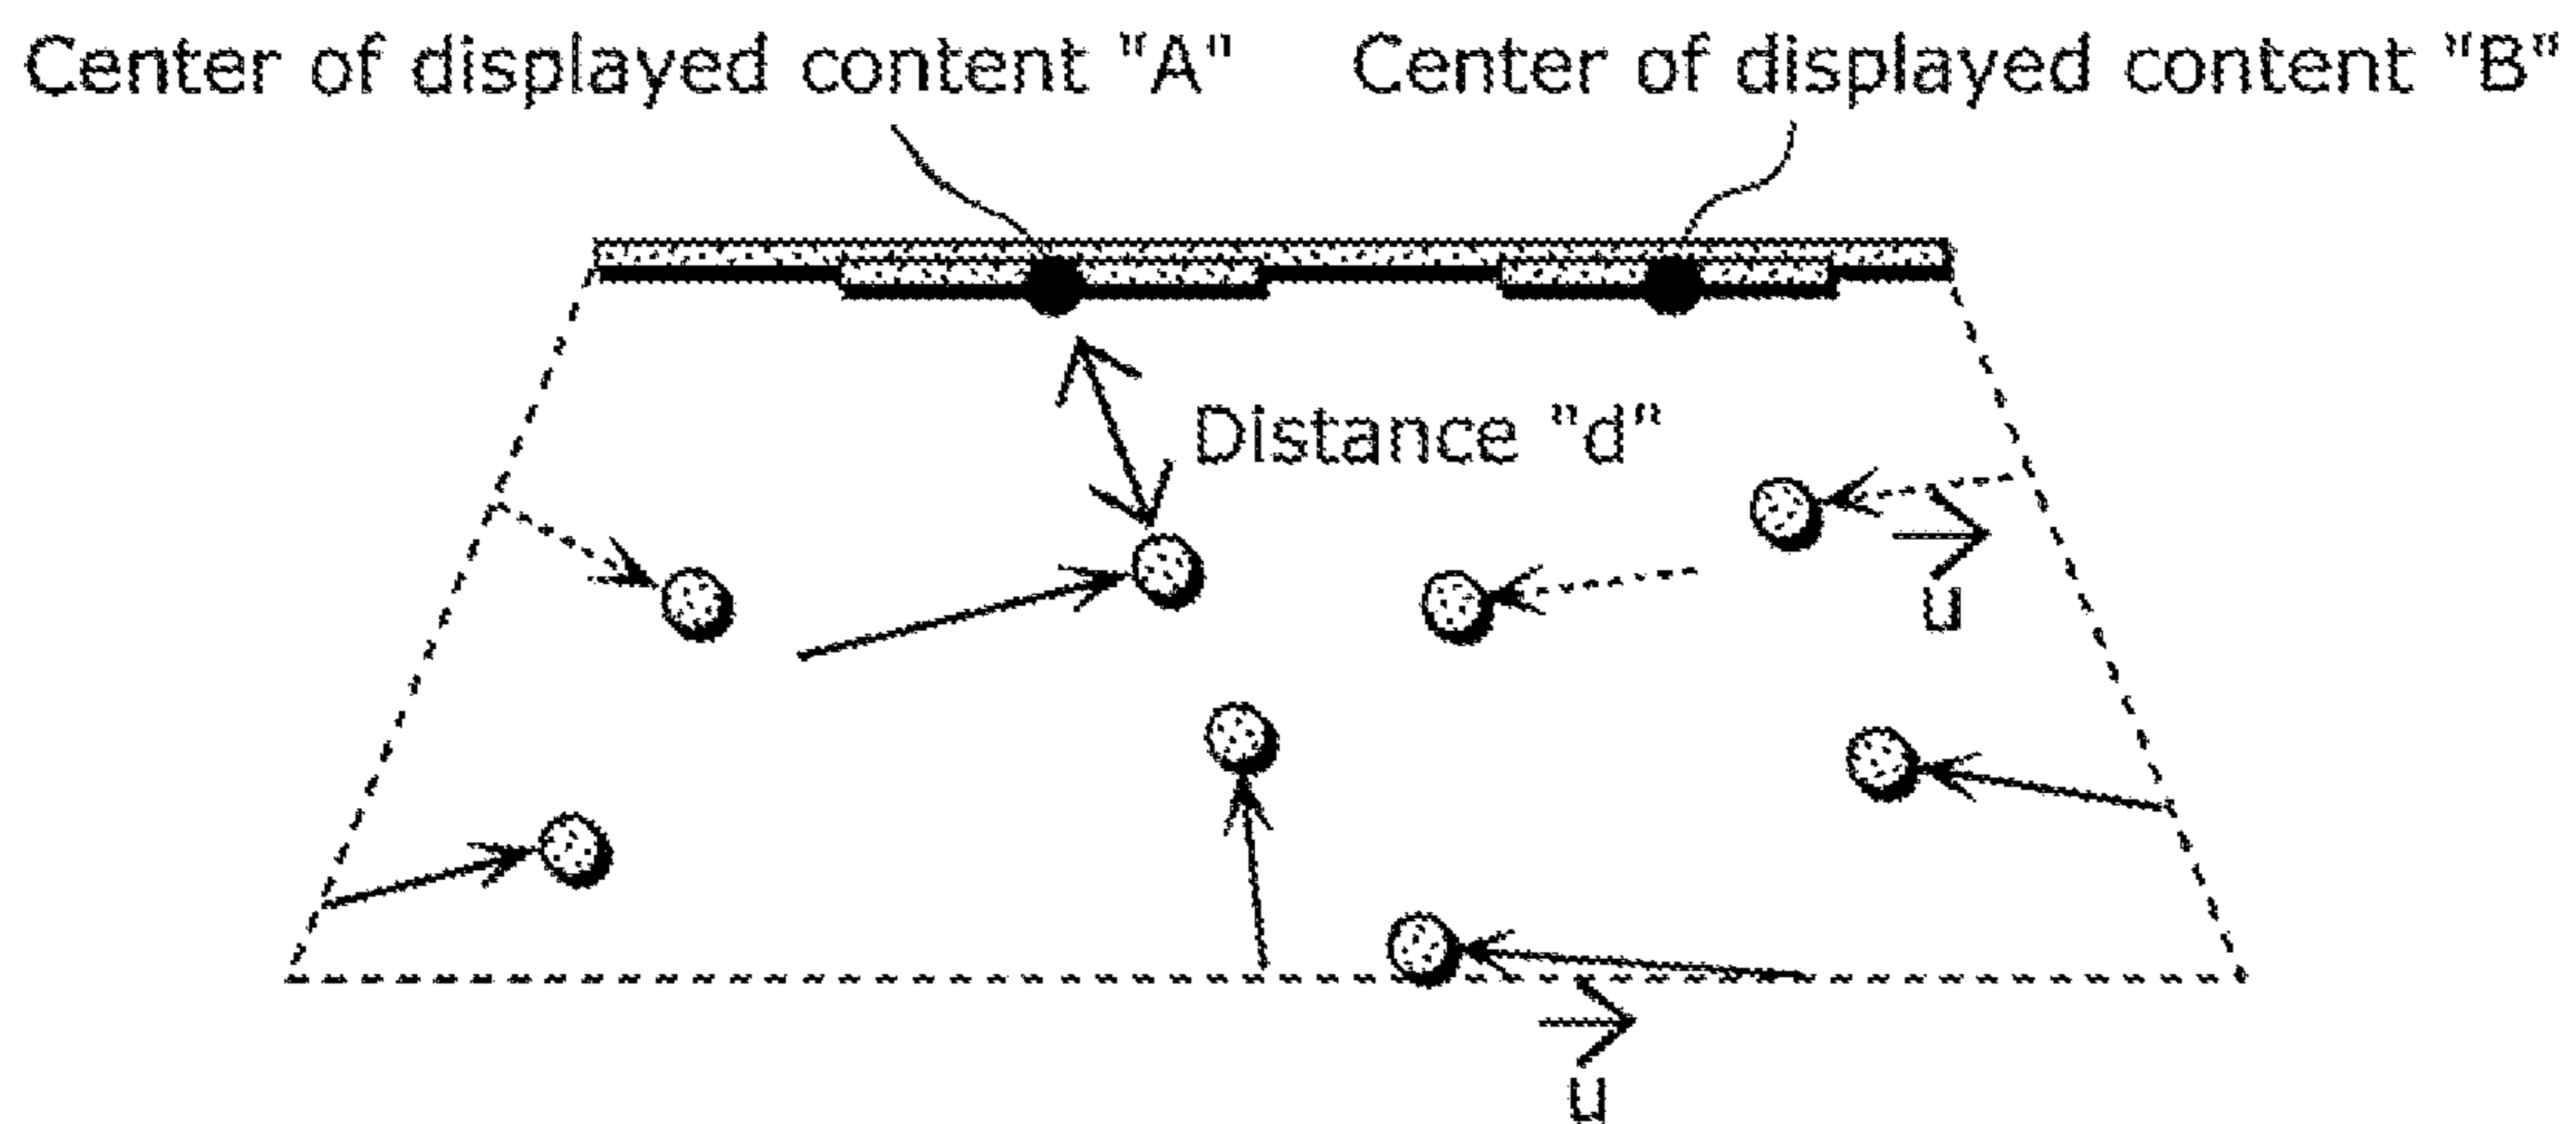 Center of displayed content "A" Center of displayed content "B"
Distance "d"
u
u